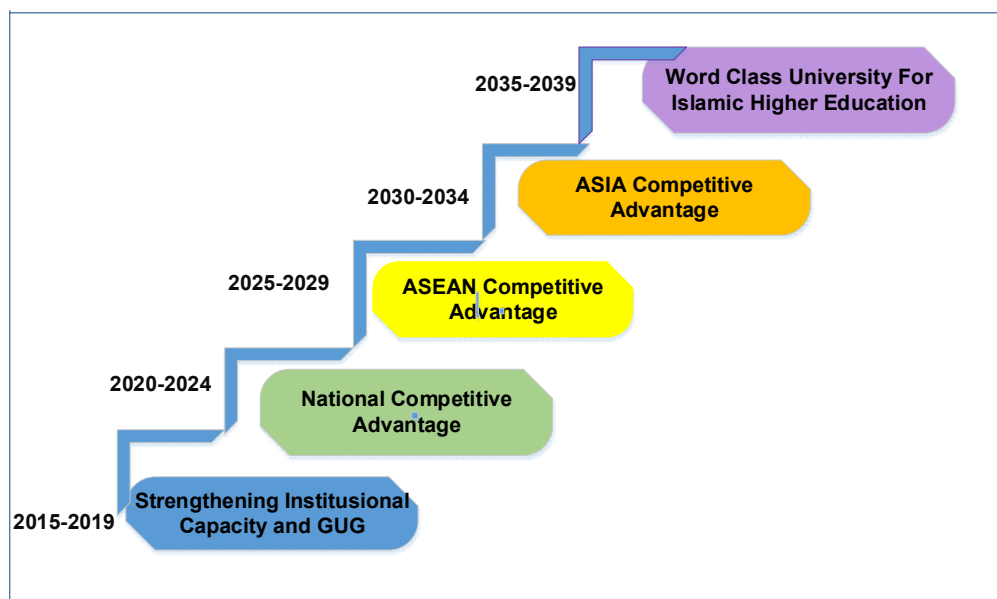 2035-2039
Word Class University For
Islamic Higher Education
2030-2034
ASIA Competitive
Advantage
2025-2029
ASEAN Competitive
Advantage
2020-2024
National Competitive
Advantage
2015-2019
Strengthening Institusional
Capacity and GUG